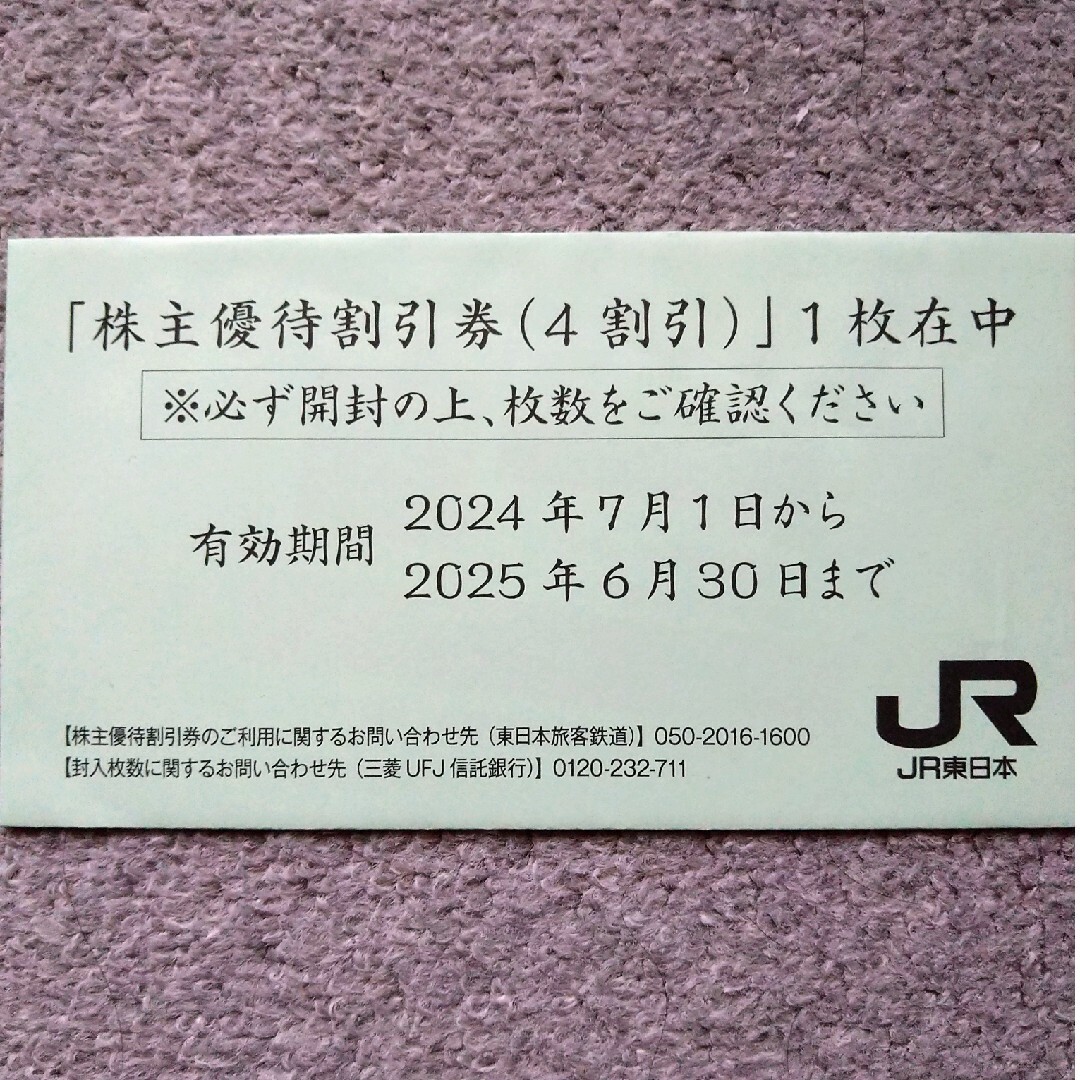 「株主優待割引券（4割引）」1枚在中
※必ず開封の上、枚数をご確認ください
有効期間
2024年7月1日から
2025年6月30日まで
【株主優待割引券のご利用に関するお問い合わせ先（東日本旅客鉄道）】050-2016-1600
【封入枚数に関するお問い合わせ先（三菱UFJ信託銀行）】0120-232-711
JR
JR東日本